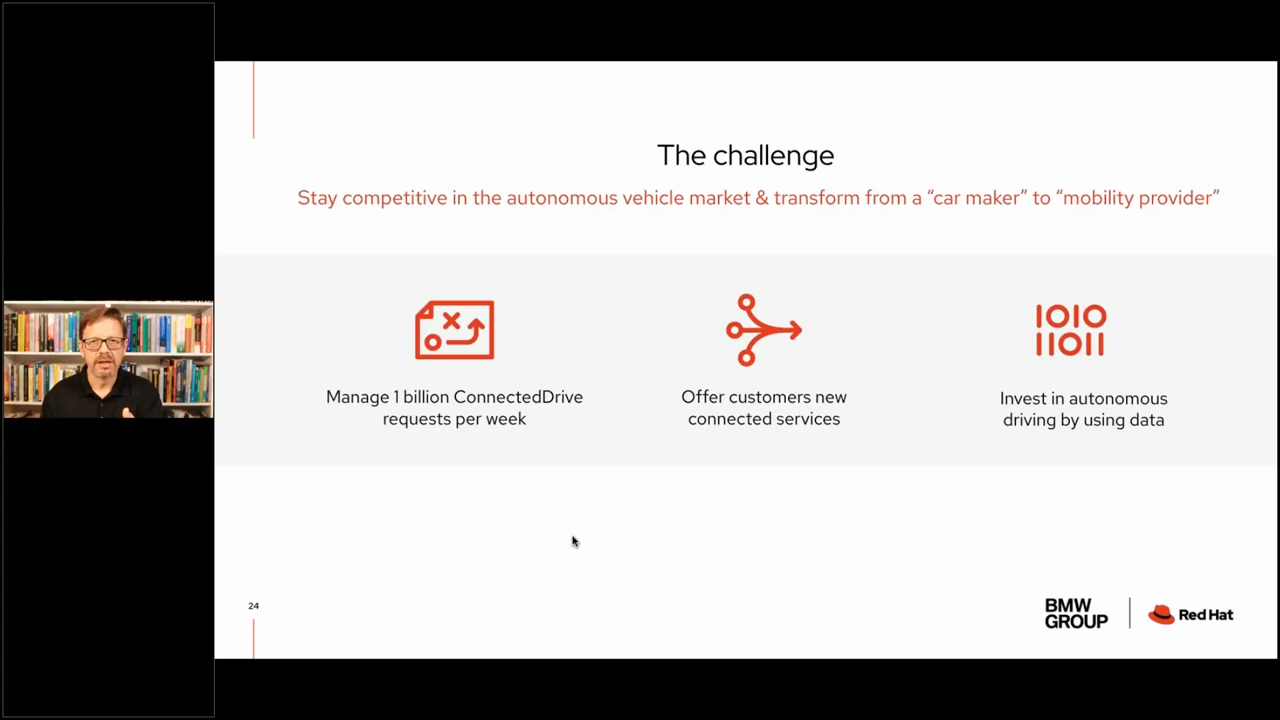 The challenge
Stay competitive in the autonomous vehicle market & transform from a “car maker” to “mobility provider”
1010
11011
Manage 1 billion ConnectedDrive
requests per week
Offer customers new
connected services
Invest in autonomous
driving by using data
24
BMW
GROUP
Red Hat